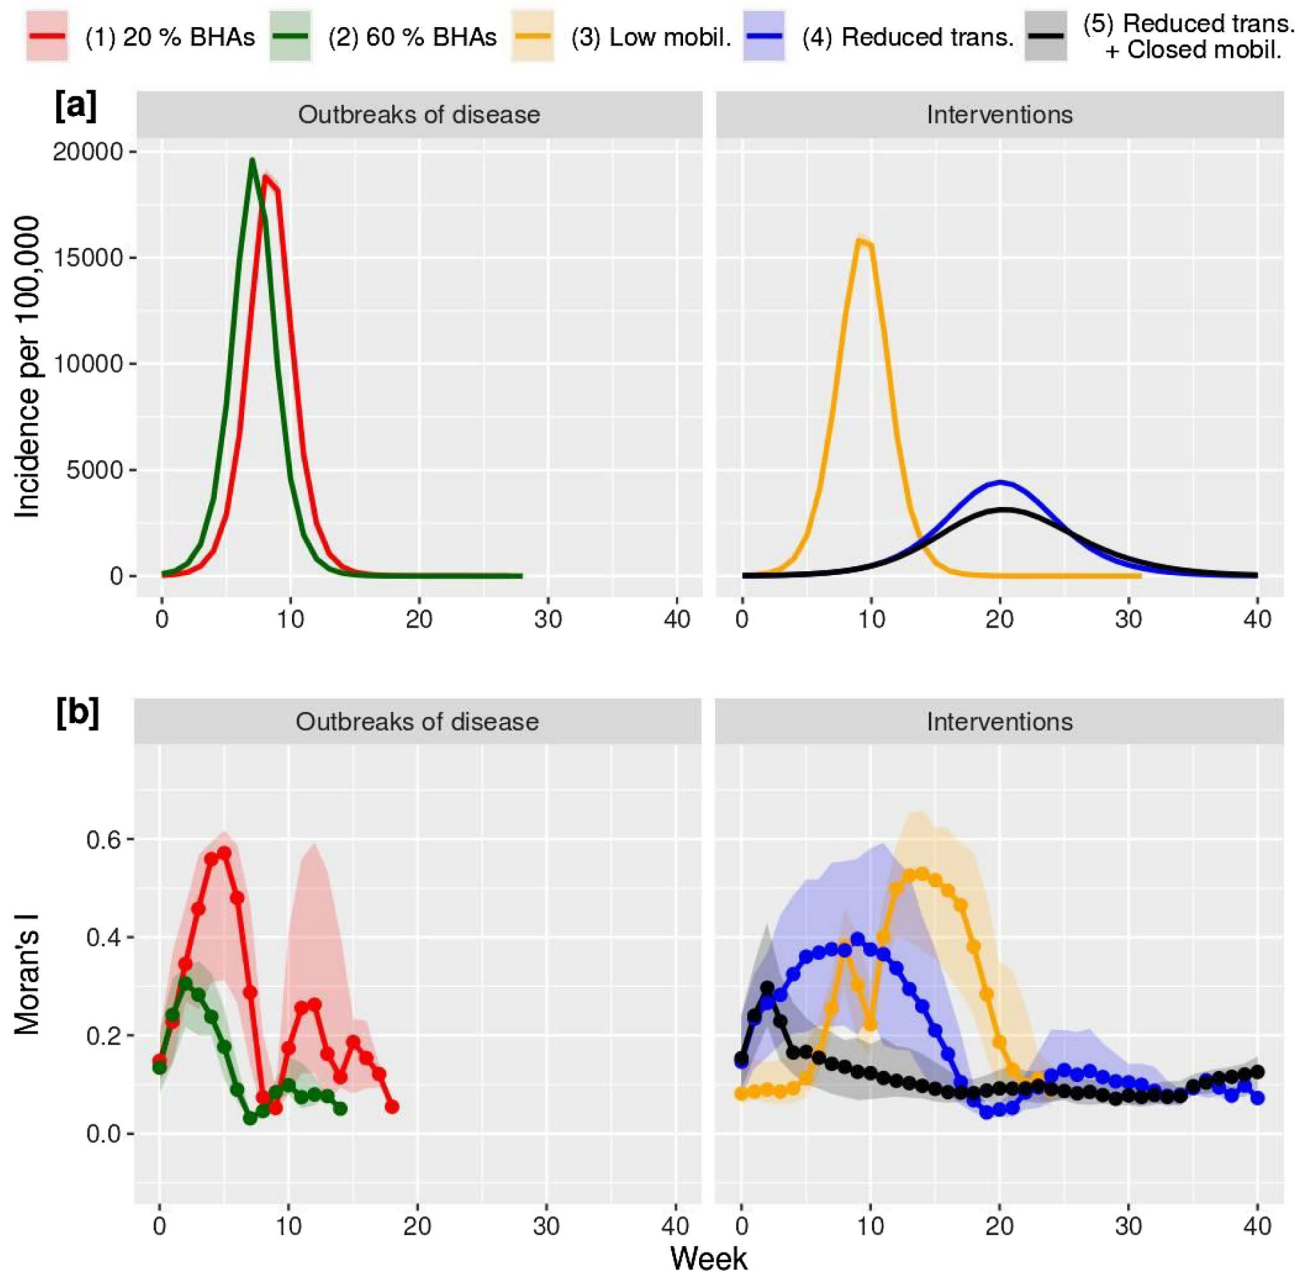 (1) 20 % BHAs (2) 60 % BHAs (3) Low mobil. (4) Reduced trans. (5) Reduced trans.
+ Closed mobil.
[a]
Outbreaks of disease Interventions
Incidence per 100,000
20000
15000
10000
5000
0
0 10 20 30 40 0 10 20 30 40
[b]
Outbreaks of disease Interventions
Moran's I
0.6
0.4
0.2
0.0
0 10 20 30 40 0 10 20 30 40
Week